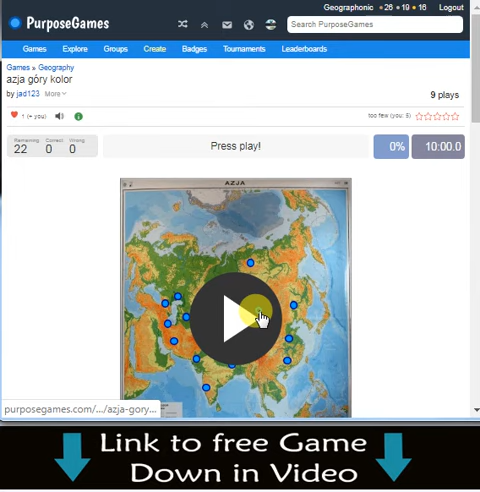 Geographonic 26 19 16 Logout
PurposeGames
Search PurposeGames
Games Explore Groups Create Badges Tournaments Leaderboards
Games » Geography
azja góry kolor
by jad123 More
9 plays
1 (+ you)
too few (you: 5)
Remaining: Correct: Wrong:
22 0 0
Press play!
0%
10:00.0
AZJA
purposegames.com/.../azja-gory...
Link to free Game
Down in Video